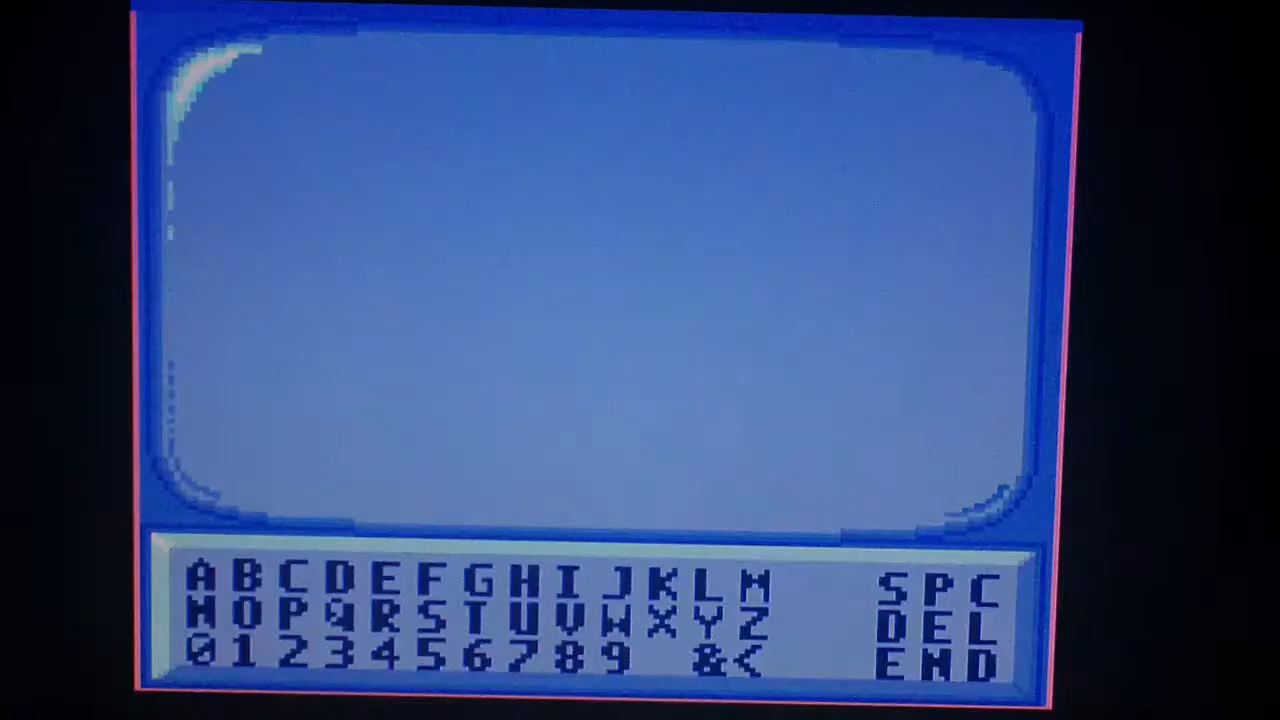 A B C D E F G H I J K L M SPC
N O P Q R S T U V W X Y Z DEL
0 1 2 3 4 5 6 7 8 9 & < END